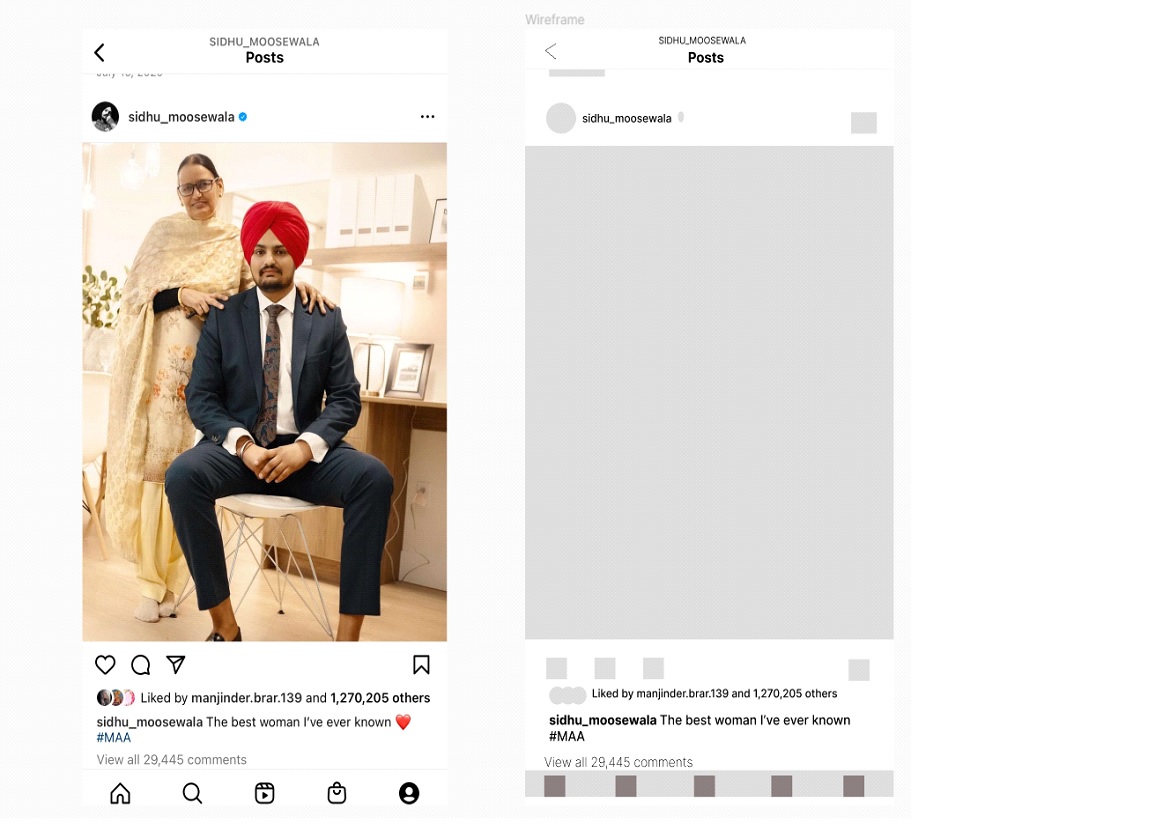 Wireframe
SIDHU_MOOSEWALA
Posts
sidhu_moosewala
Liked by manjinder.brar.139 and 1,270,205 others
sidhu_moosewala The best woman I've ever known ❤️
#MAA
View all 29,445 comments
SIDHU_MOOSEWALA
Posts
sidhu_moosewala
Liked by manjinder.brar.139 and 1,270,205 others
sidhu_moosewala The best woman I've ever known
#MAA
View all 29,445 comments